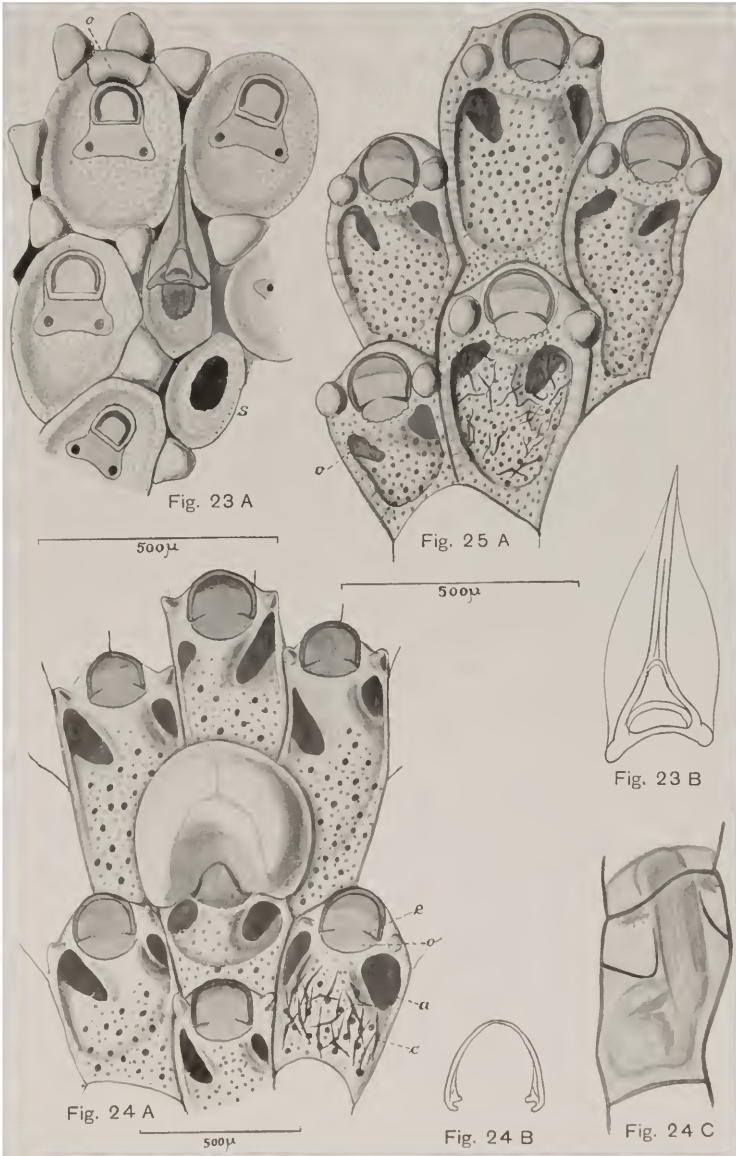 o
s
Fig. 23 A
500µ
o
Fig. 25 A
500µ
Fig. 23 B
e
o
a
c
Fig. 24 A
500µ
Fig. 24 B
Fig. 24 C